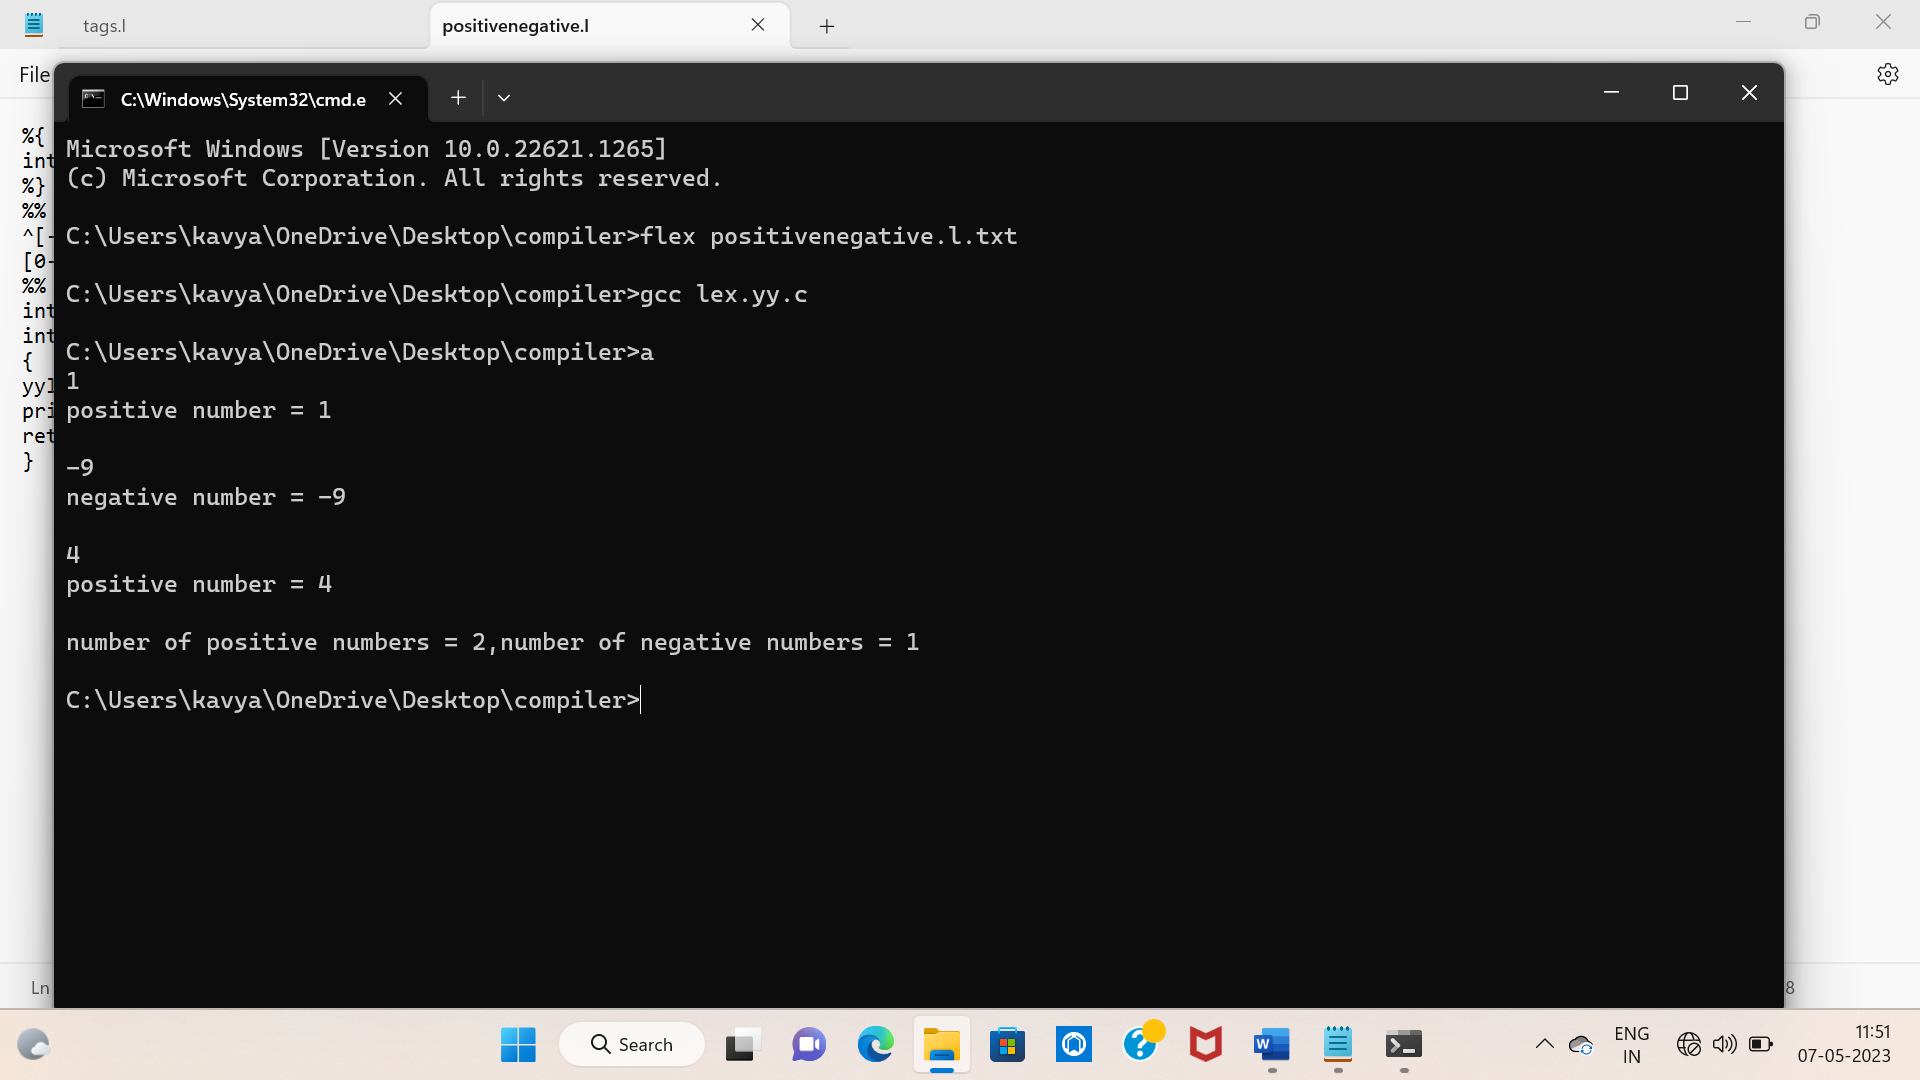 tags.l
positivenegative.l
File
C:\Windows\System32\cmd.e
%{
int
%}
%%
^[-
[0-
%%
int
int
{
yyl
pri
ret
}
Microsoft Windows [Version 10.0.22621.1265]
(c) Microsoft Corporation. All rights reserved.
C:\Users\kavya\OneDrive\Desktop\compiler>flex positivenegative.l.txt
C:\Users\kavya\OneDrive\Desktop\compiler>gcc lex.yy.c
C:\Users\kavya\OneDrive\Desktop\compiler>a
1
positive number = 1
-9
negative number = -9
4
positive number = 4
number of positive numbers = 2,number of negative numbers = 1
C:\Users\kavya\OneDrive\Desktop\compiler>
Ln
8
Search
ENG
IN
11:51
07-05-2023